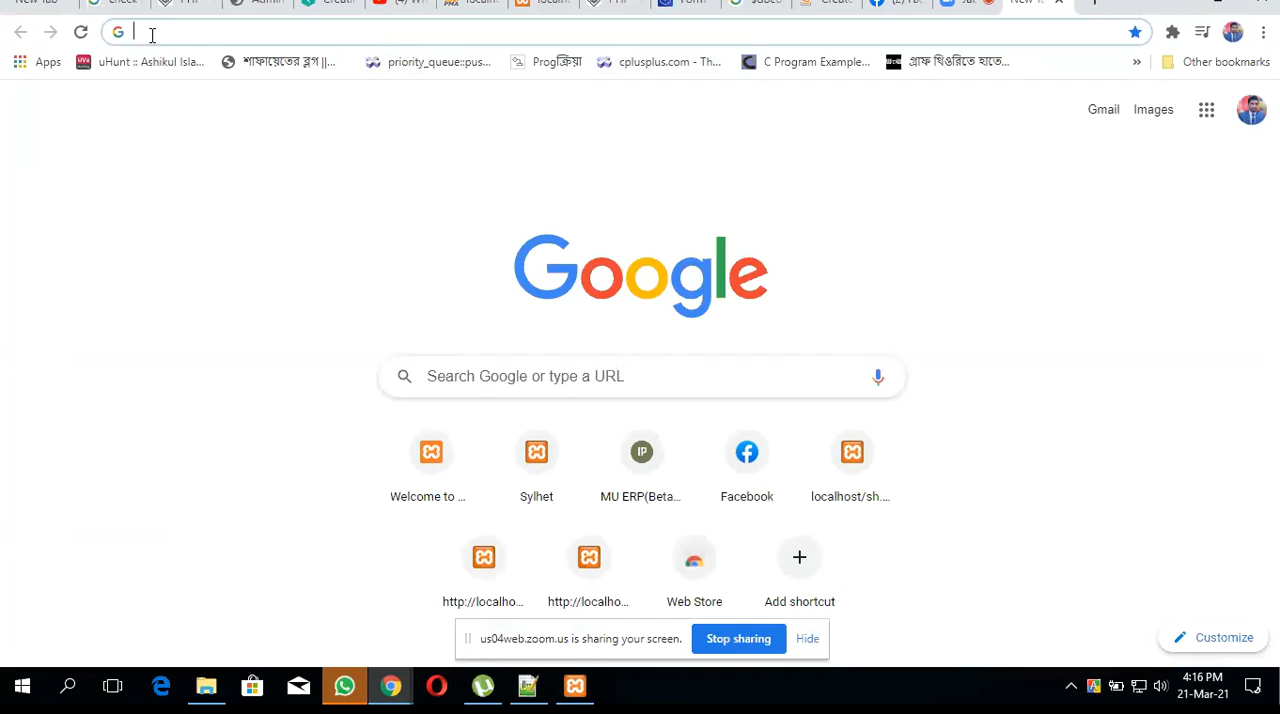 Apps uHunt :: Ashikul Isla... শাফায়েতের ব্লগ ||... priority_queue::pus... Progক্রিয়া cplusplus.com - Th... C Program Example... গ্রাফ থিওরিতে হাতে... » Other bookmarks
Gmail Images
Google
Search Google or type a URL
IP
Welcome to ... Sylhet MU ERP(Beta... Facebook localhost/sh....
http://localho... http://localho... Web Store Add shortcut
us04web.zoom.us is sharing your screen. Stop sharing Hide
Customize
4:16 PM
21-Mar-21